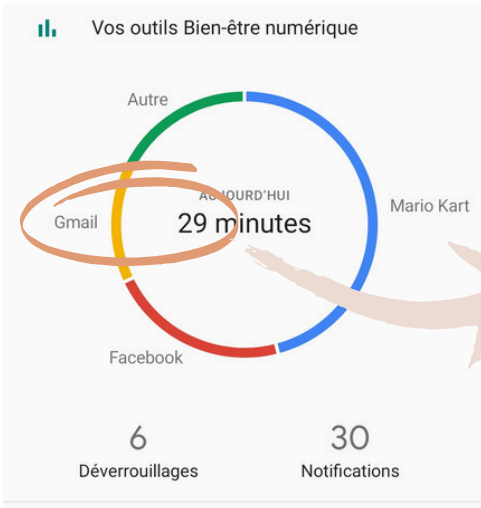 Vos outils Bien-être numérique
Autre
AUJOURD'HUI
Mario Kart
Gmail
29 minutes
Facebook
6
30
Déverrouillages
Notifications